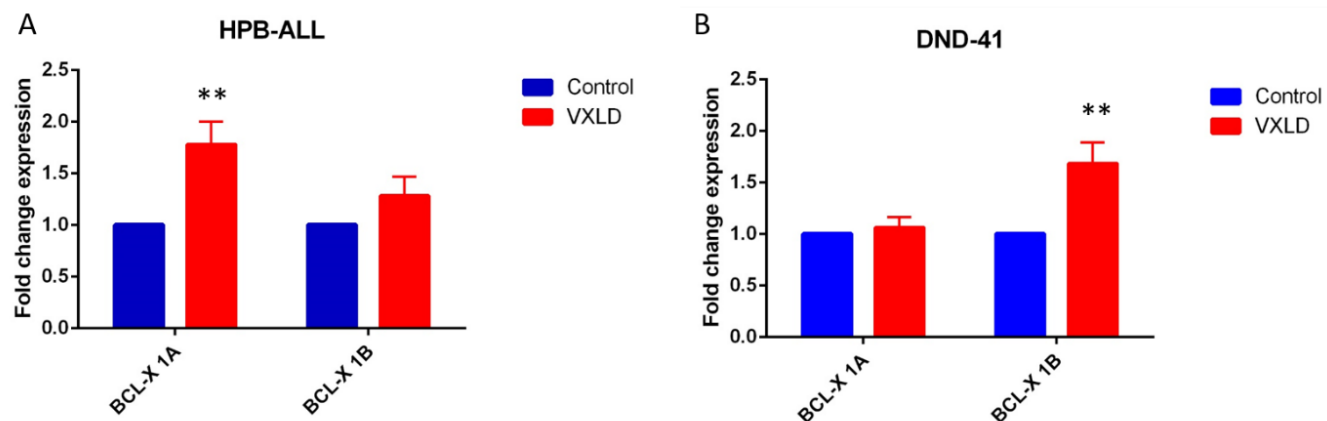 A
HPB-ALL
Fold change expression
2.5
2.0
1.5
1.0
0.5
0.0
**
BCL-X 1A
BCL-X 1B
Control
VXLD
B
DND-41
Fold change expression
2.5
2.0
1.5
1.0
0.5
0.0
**
BCL-X 1A
BCL-X 1B
Control
VXLD